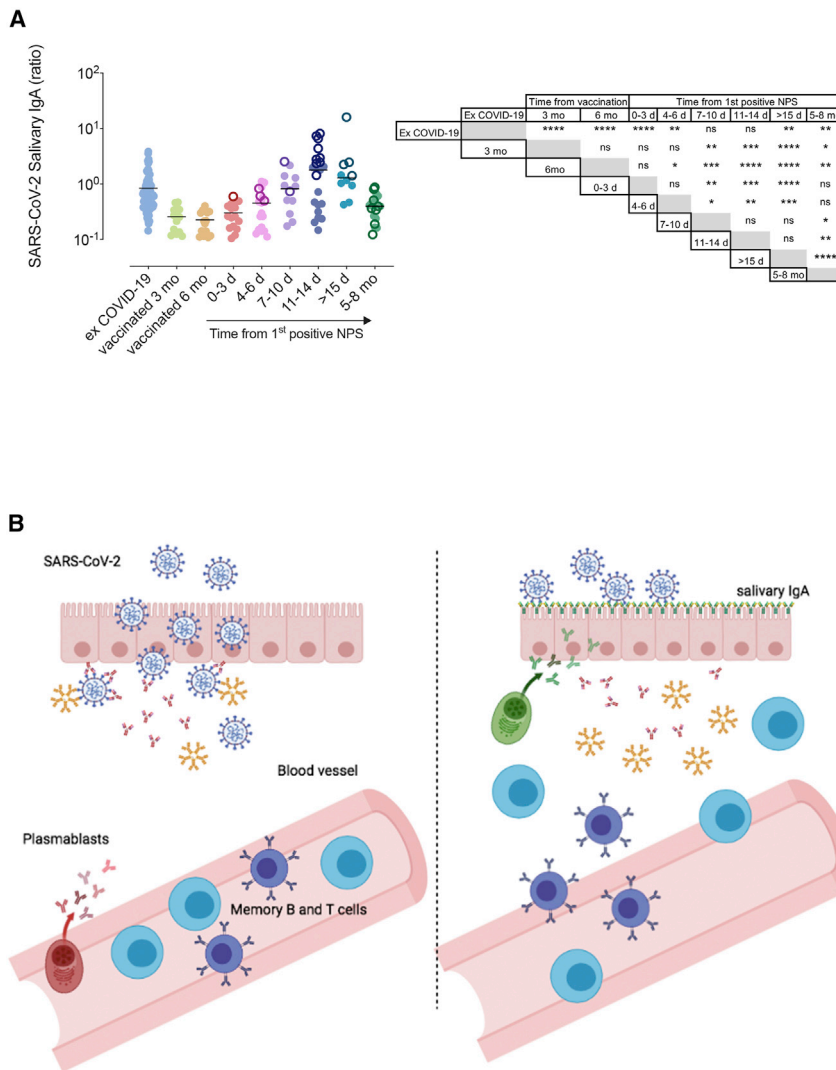 A
SARS-CoV-2 Salivary IgA (ratio)
10²
10¹
10⁰
10⁻¹
ex COVID-19
vaccinated 3 mo
vaccinated 6 mo
0-3 d
4-6 d
7-10 d
11-14 d
>15 d
5-8 mo
Time from 1st positive NPS
Time from vaccination Time from 1st positive NPS
Ex COVID-19 3 mo 6 mo 0-3 d 4-6 d 7-10 d 11-14 d >15 d 5-8 m
Ex COVID-19 **** **** **** ** ns ns ** **
3 mo ns ns ns ** *** **** *
6mo ns * *** **** **** **
0-3 d ns ** *** **** ns
4-6 d * ** *** ns
7-10 d ns ns *
11-14 d ns **
>15 d ****
5-8 mo
B
SARS-CoV-2
salivary IgA
Blood vessel
Plasmablasts
Memory B and T cells